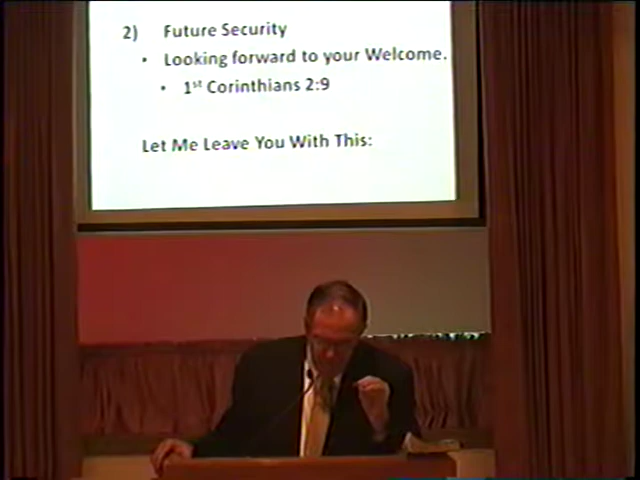 2) Future Security
• Looking forward to your Welcome.
• 1st Corinthians 2:9
Let Me Leave You With This: